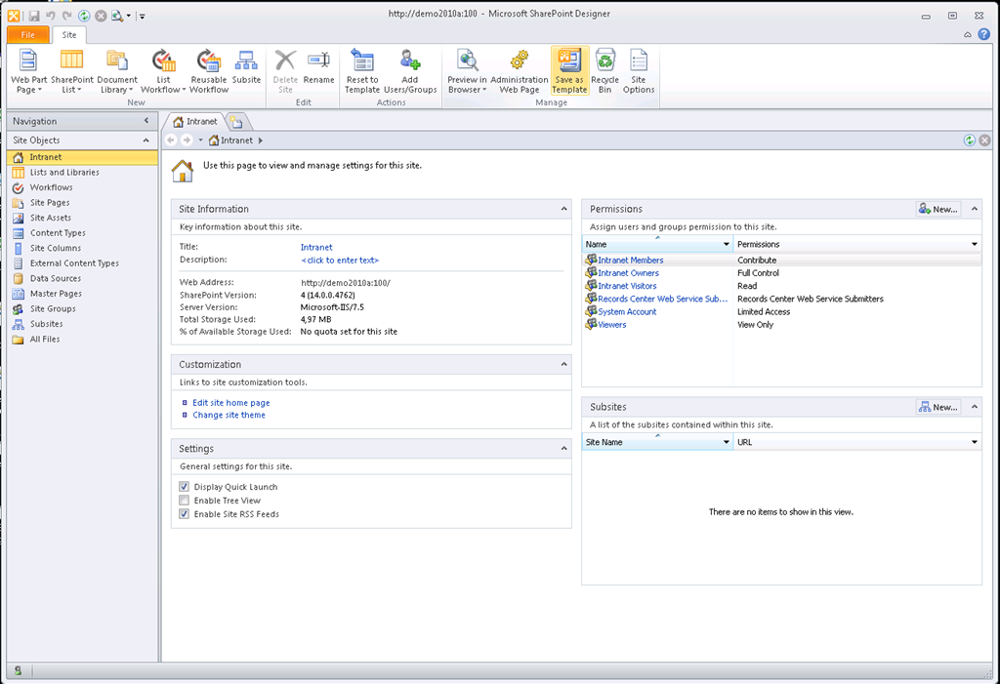 http://demo2010a:100 - Microsoft SharePoint Designer
File Site
Web Part Page SharePoint List Document Library List Workflow Reusable Workflow Subsite Delete Site Rename Reset to Template Add Users/Groups Preview in Browser Administration Web Page Save as Template Recycle Bin Site Options
New Edit Actions Manage
Navigation
Site Objects
Intranet
Lists and Libraries
Workflows
Site Pages
Site Assets
Content Types
Site Columns
External Content Types
Data Sources
Master Pages
Site Groups
Subsites
All Files
Intranet
Intranet
Use this page to view and manage settings for this site.
Site Information
Key information about this site.
Title: Intranet
Description: <click to enter text>
Web Address: http://demo2010a:100/
SharePoint Version: 4 (14.0.0.4762)
Server Version: Microsoft-IIS/7.5
Total Storage Used: 4,97 MB
% of Available Storage Used: No quota set for this site
Customization
Links to site customization tools.
Edit site home page
Change site theme
Settings
General settings for this site.
Display Quick Launch
Enable Tree View
Enable Site RSS Feeds
Permissions New...
Assign users and groups permission to this site.
Name Permissions
Intranet Members Contribute
Intranet Owners Full Control
Intranet Visitors Read
Records Center Web Service Sub... Records Center Web Service Submitters
System Account Limited Access
Viewers View Only
Subsites New...
A list of the subsites contained within this site.
Site Name URL
There are no items to show in this view.